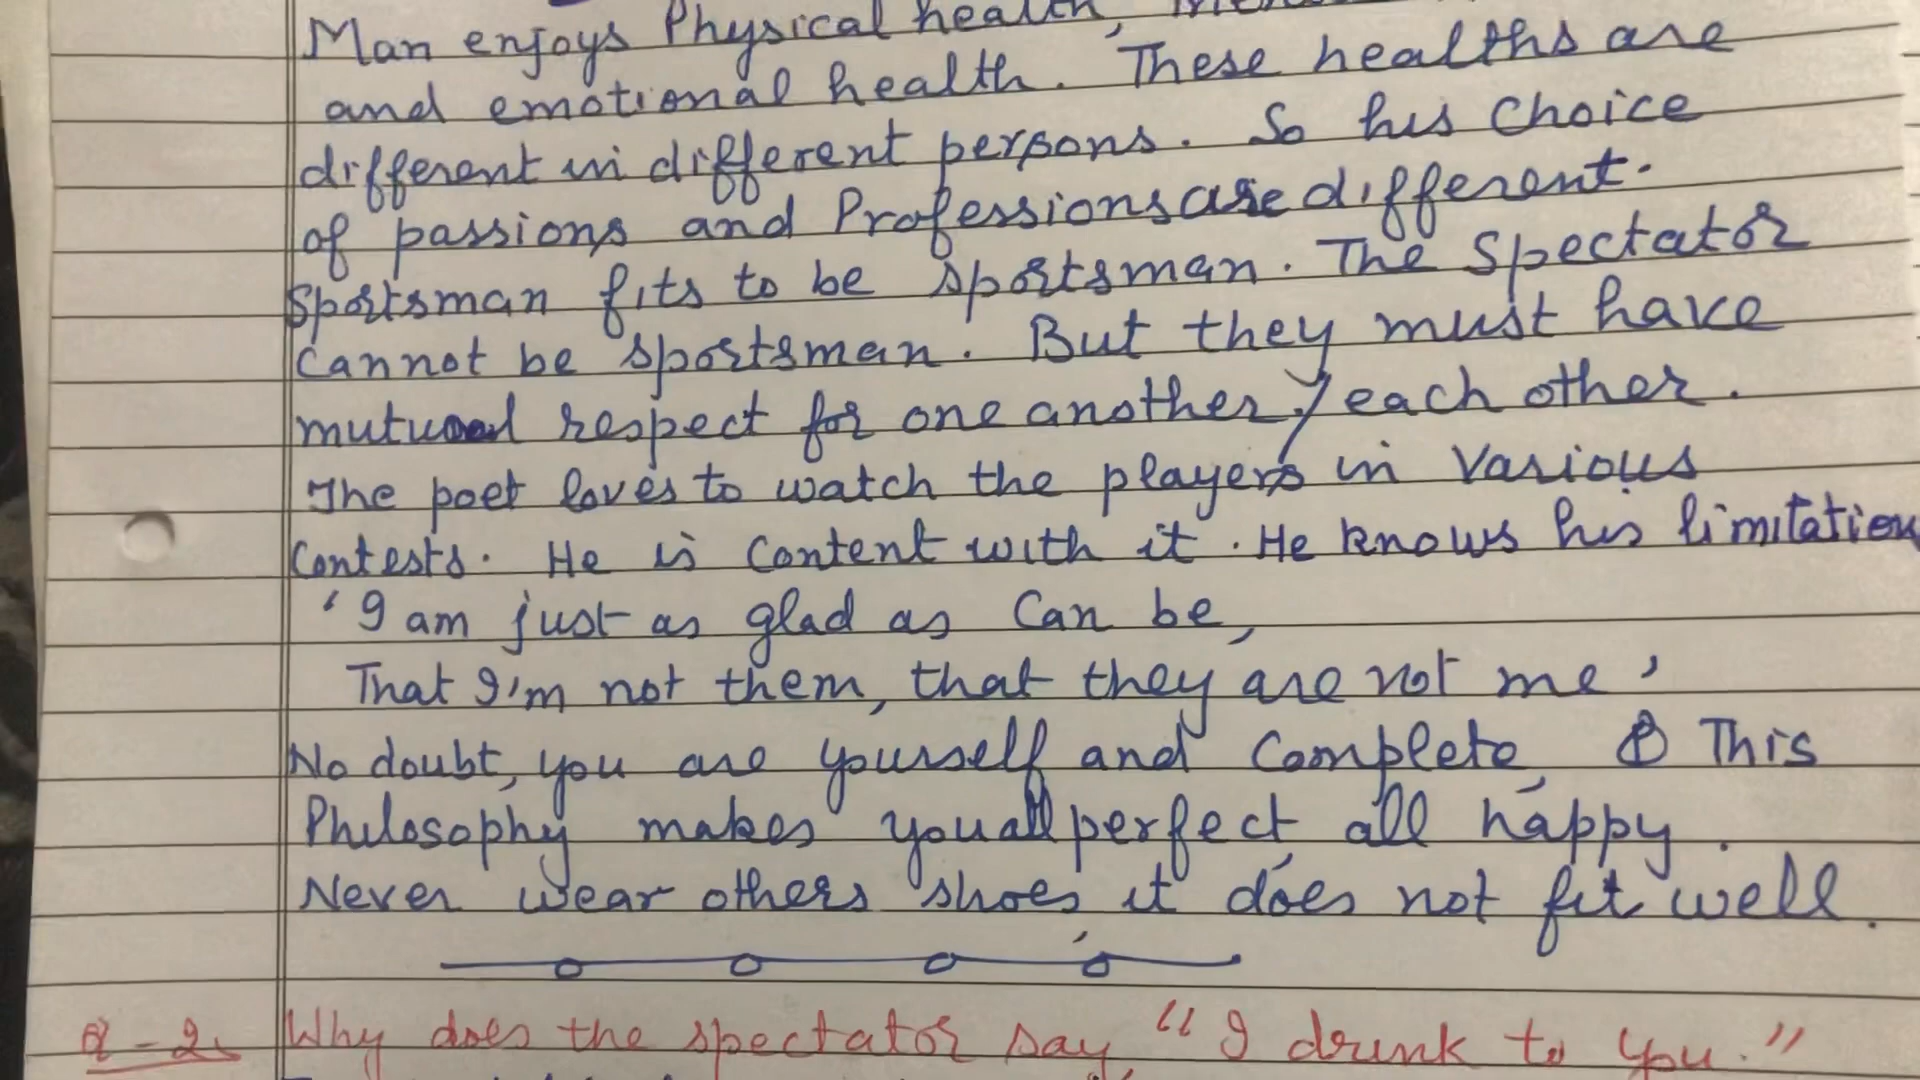 Man enjoys Physical health,
and emotional health. These healths are
different in different persons. So his choice
of passions and Professions are different.
Sportsman fits to be sportsman. The Spectator
cannot be sportsman. But they must have
mutual respect for one another / each other.
The poet loves to watch the players in various
contests. He is content with it. He knows his limitation
'I am just as glad as can be,
That I'm not them, that they are not me'
No doubt, you are yourself and complete, This
Philosophy makes you all perfect, all happy.
Never wear others shoes, it does not fit well.
Q-2. Why does the spectator say, "I drunk to you."